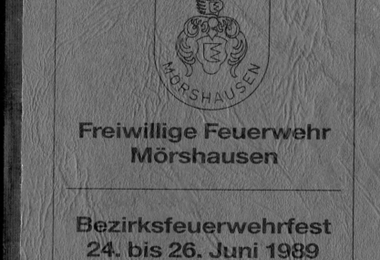 MÖRSHAUSEN
Freiwillige Feuerwehr
Mörshausen
Bezirksfeuerwehrfest
24. bis 26. Juni 1989